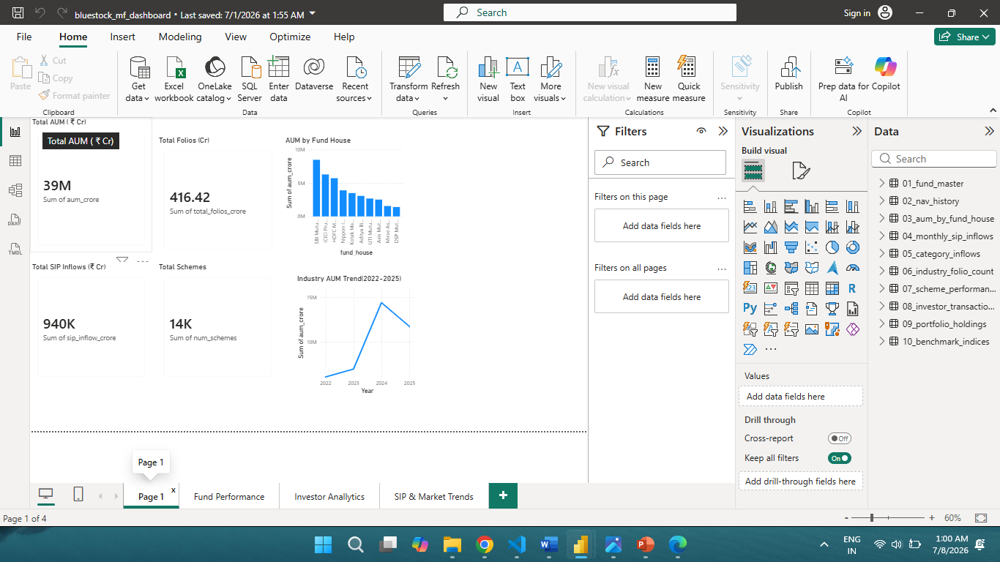 bluestock_mf_dashboard • Last saved: 7/1/2026 at 1:55 AM
Search
Sign in
File
Home
Insert
Modeling
View
Optimize
Help
Share
Paste
Cut
Copy
Format painter
Get data
Excel workbook
OneLake catalog
SQL Server
Enter data
Dataverse
Recent sources
Transform data
Refresh
New visual
Text box
More visuals
New visual calculation
New measure
Quick measure
Sensitivity
Publish
Prep data for AI
Copilot
Clipboard
Data
Queries
Insert
Calculations
Sensitivity
Share
Copilot
DAX
TMDL
Total AUM ( ₹ Cr)
Total AUM ( ₹ Cr)
39M
Sum of aum_crore
Total Folios (Cr)
416.42
Sum of total_folios_crore
AUM by Fund House
Sum of aum_crore
10M
5M
0M
SBI Mutu...
ICICI Pru...
HDFC M...
Nippon I...
Kotak Ma...
Aditya Bi...
UTI Mutu...
Axis Mut...
Mirae As...
DSP Mut...
fund_house
Total SIP Inflows (₹ Cr)
940K
Sum of sip_inflow_crore
Total Schemes
14K
Sum of num_schemes
Industry AUM Trend(2022-2025)
Sum of aum_crore
15M
10M
2022
2023
2024
2025
Year
Page 1
Page 1
x
Fund Performance
Investor Anallytics
SIP & Market Trends
+
Page 1 of 4
Filters
Search
Filters on this page
...
Add data fields here
Filters on all pages
...
Add data fields here
Visualizations
Build visual
123
R
Py
...
Values
Add data fields here
Drill through
Cross-report
Off
Keep all filters
On
Add drill-through fields here
Data
Search
01_fund_master
02_nav_history
03_aum_by_fund_house
04_monthly_sip_inflows
05_category_inflows
06_industry_folio_count
07_scheme_performan...
08_investor_transactio...
09_portfolio_holdings
10_benchmark_indices
- + 60%
ENG
IN
1:00 AM
7/8/2026